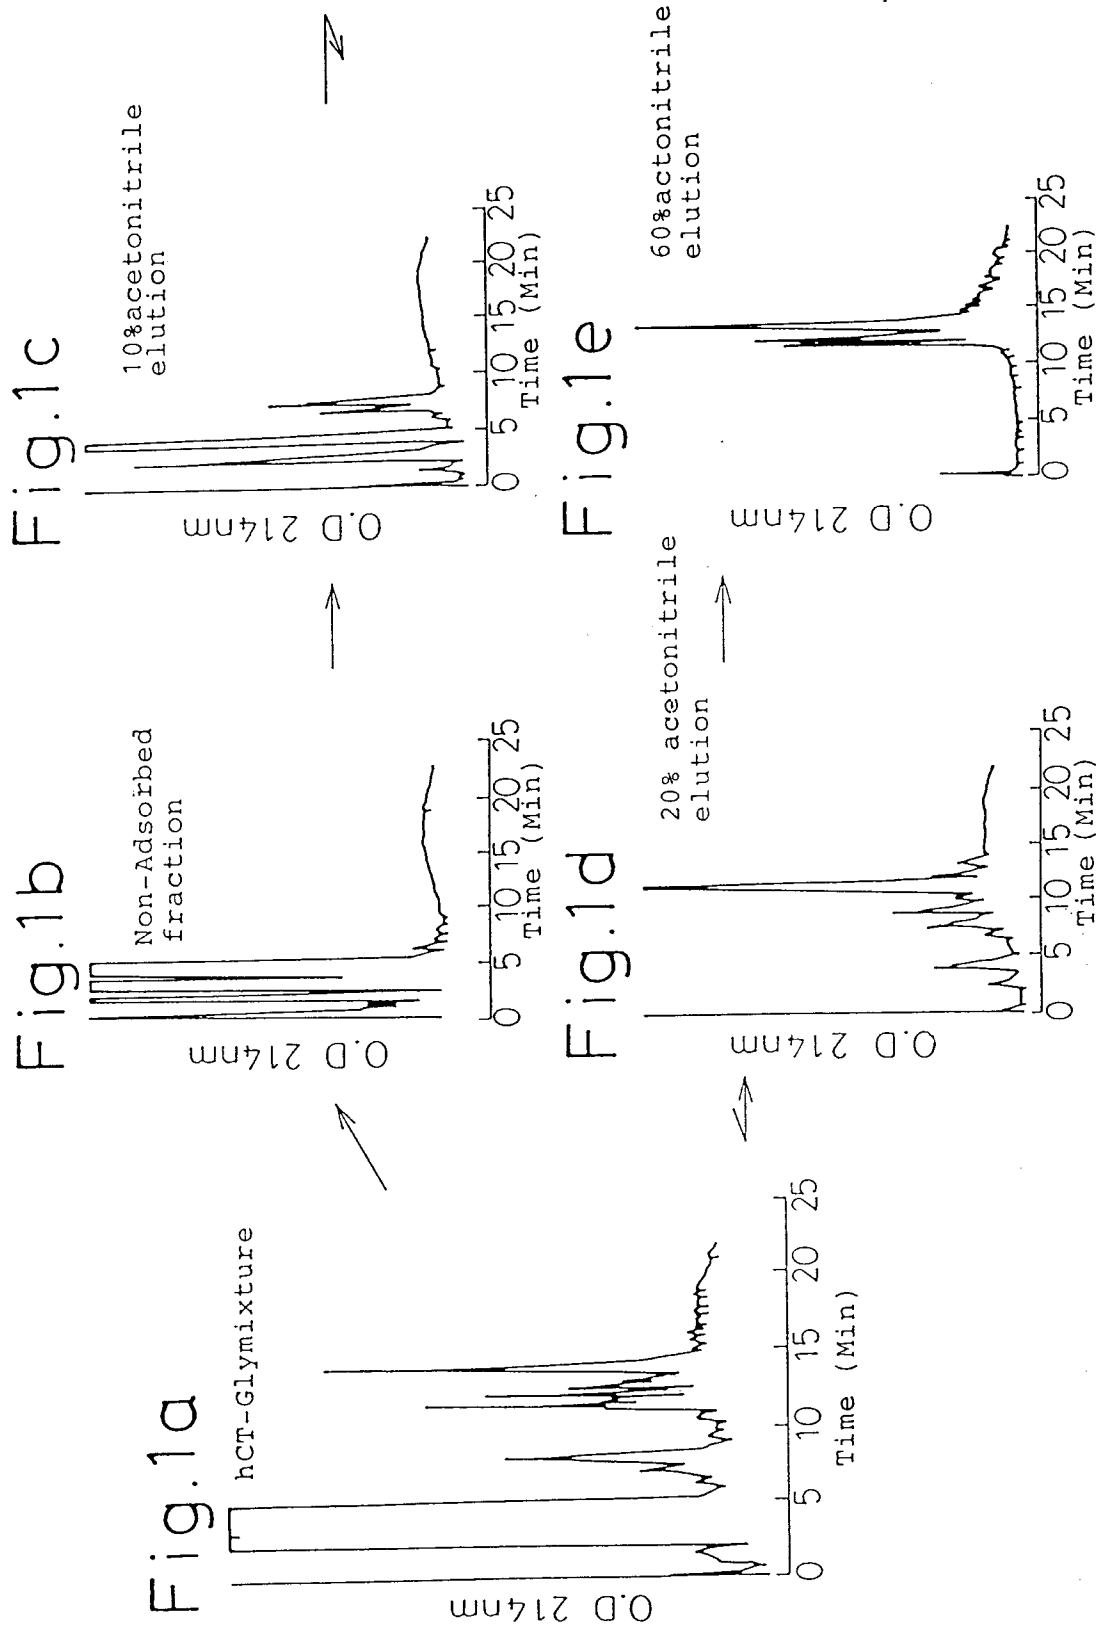 Fig.1a
hCT-Glymixture
O.D 214nm
0 5 10 15 20 25
Time (Min)
Fig.1b
Non-Adsorbed
fraction
O.D 214nm
0 5 10 15 20 25
Time (Min)
Fig.1c
10%acetonitrile
elution
O.D 214nm
0 5 10 15 20 25
Time (Min)
Fig.1d
20% acetonitrile
elution
O.D 214nm
0 5 10 15 20 25
Time (Min)
Fig.1e
60%actonitrile
elution
O.D 214nm
0 5 10 15 20 25
Time (Min)